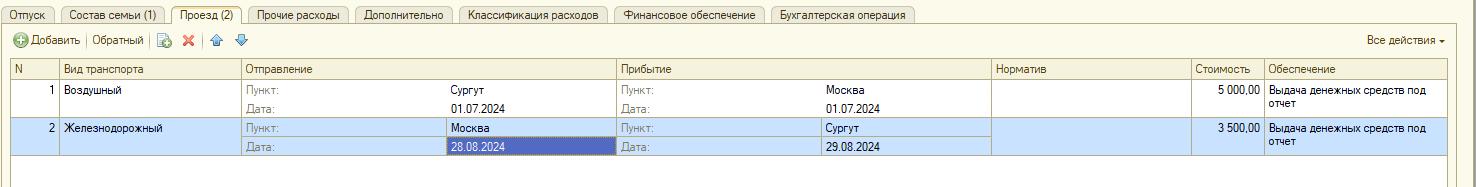 Отпуск Состав семьи (1) Проезд (2) Прочие расходы Дополнительно Классификация расходов Финансовое обеспечение Бухгалтерская операция
Добавить Обратный Все действия
N Вид транспорта Отправление Прибытие Норматив Стоимость Обеспечение
1 Воздушный Пункт: Сургут Москва 5 000,00 Выдача денежных средств под
Дата: 01.07.2024 01.07.2024 отчет
2 Железнодорожный Пункт: Москва Пункт: Сургут 3 500,00 Выдача денежных средств под
Дата: 28.08.2024 Дата: 29.08.2024 отчет